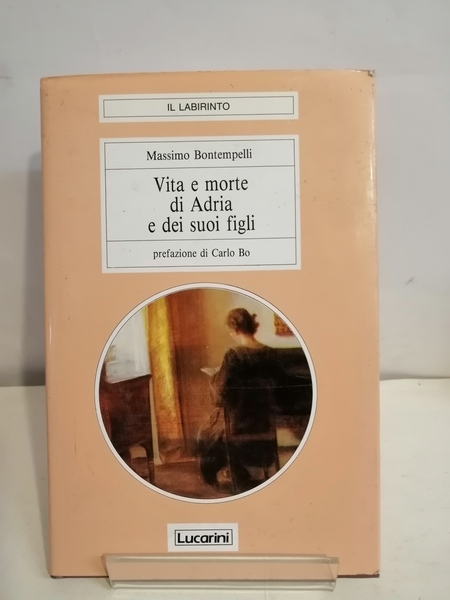 IL LABIRINTO
Massimo Bontempelli
Vita e morte
di Adria
e dei suoi figli
prefazione di Carlo Bo
Lucarini